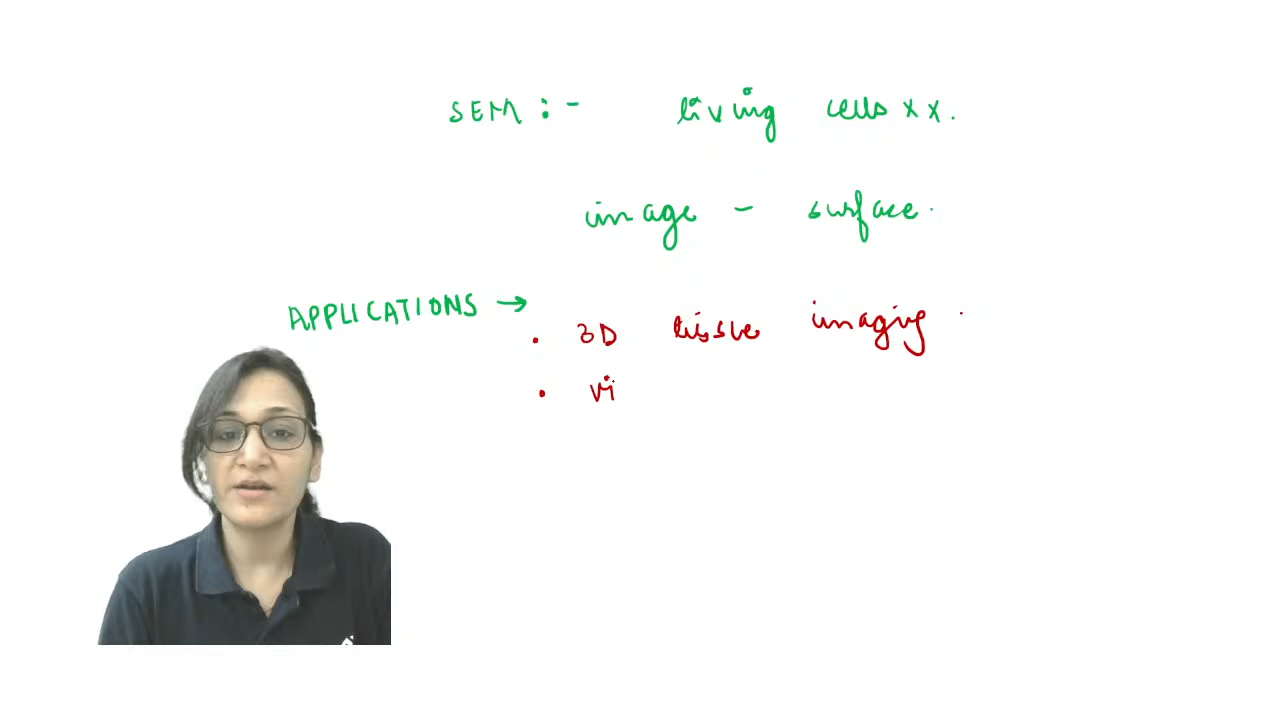 SEM :- living cells x x.
image - surface.
APPLICATIONS →
• 3D tissue imaging.
• vi